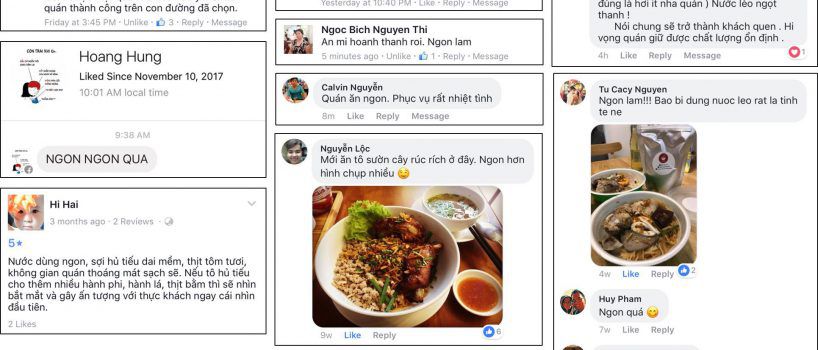 quán thành công trên con đường đã chọn.
Friday at 3:45 PM · Unlike · 3 · Reply · Message
CON TRAI KHI ĐI...
Hoang Hung
Liked Since November 10, 2017
10:01 AM local time
9:38 AM
NGON NGON QUA
Hi Hai
3 months ago · 2 Reviews ·
5★
Nước dùng ngon, sợi hủ tiếu dai mềm, thịt tôm tươi,
không gian quán thoáng mát sạch sẽ. Nếu tô hủ tiếu
cho thêm nhiều hành phi, hành lá, thịt bằm thì sẽ nhìn
bắt mắt và gây ấn tượng với thực khách ngay cái nhìn
đầu tiên.
2 Likes
Yesterday at 10:40 PM · Like · Reply · Message
Ngoc Bich Nguyen Thi
An mi hoanh thanh roi. Ngon lam
5 minutes ago · Unlike · 1 · Reply · Message
Calvin Nguyễn
Quán ăn ngon. Phục vụ rất nhiệt tình
8m Like Reply Message
Nguyễn Lộc
Mới ăn tô sườn cây rúc rích ở đây. Ngon hơn
hình chụp nhiều 😋
9w Like Reply 6
đúng là hơi ít nha quán ) Nước lèo ngọt
thanh !
Nói chung sẽ trở thành khách quen . Hi
vọng quán giữ được chất lượng ổn định .
4h Like Reply Message 1
Tu Cacy Nguyen
Ngon lam!!! Bao bi dung nuoc leo rat la tinh
te ne
4w Like Reply 2
Huy Pham
Ngon quá 😋
7w Like Reply